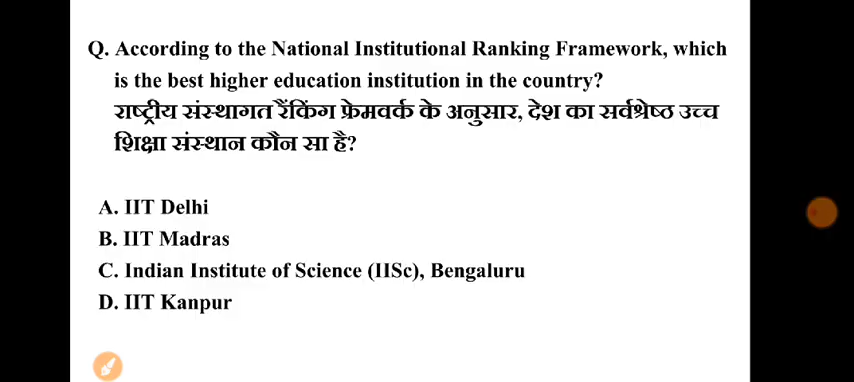 Q. According to the National Institutional Ranking Framework, which
is the best higher education institution in the country?
राष्ट्रीय संस्थागत रैंकिंग फ्रेमवर्क के अनुसार, देश का सर्वश्रेष्ठ उच्च
शिक्षा संस्थान कौन सा है?
A. IIT Delhi
B. IIT Madras
C. Indian Institute of Science (IISc), Bengaluru
D. IIT Kanpur